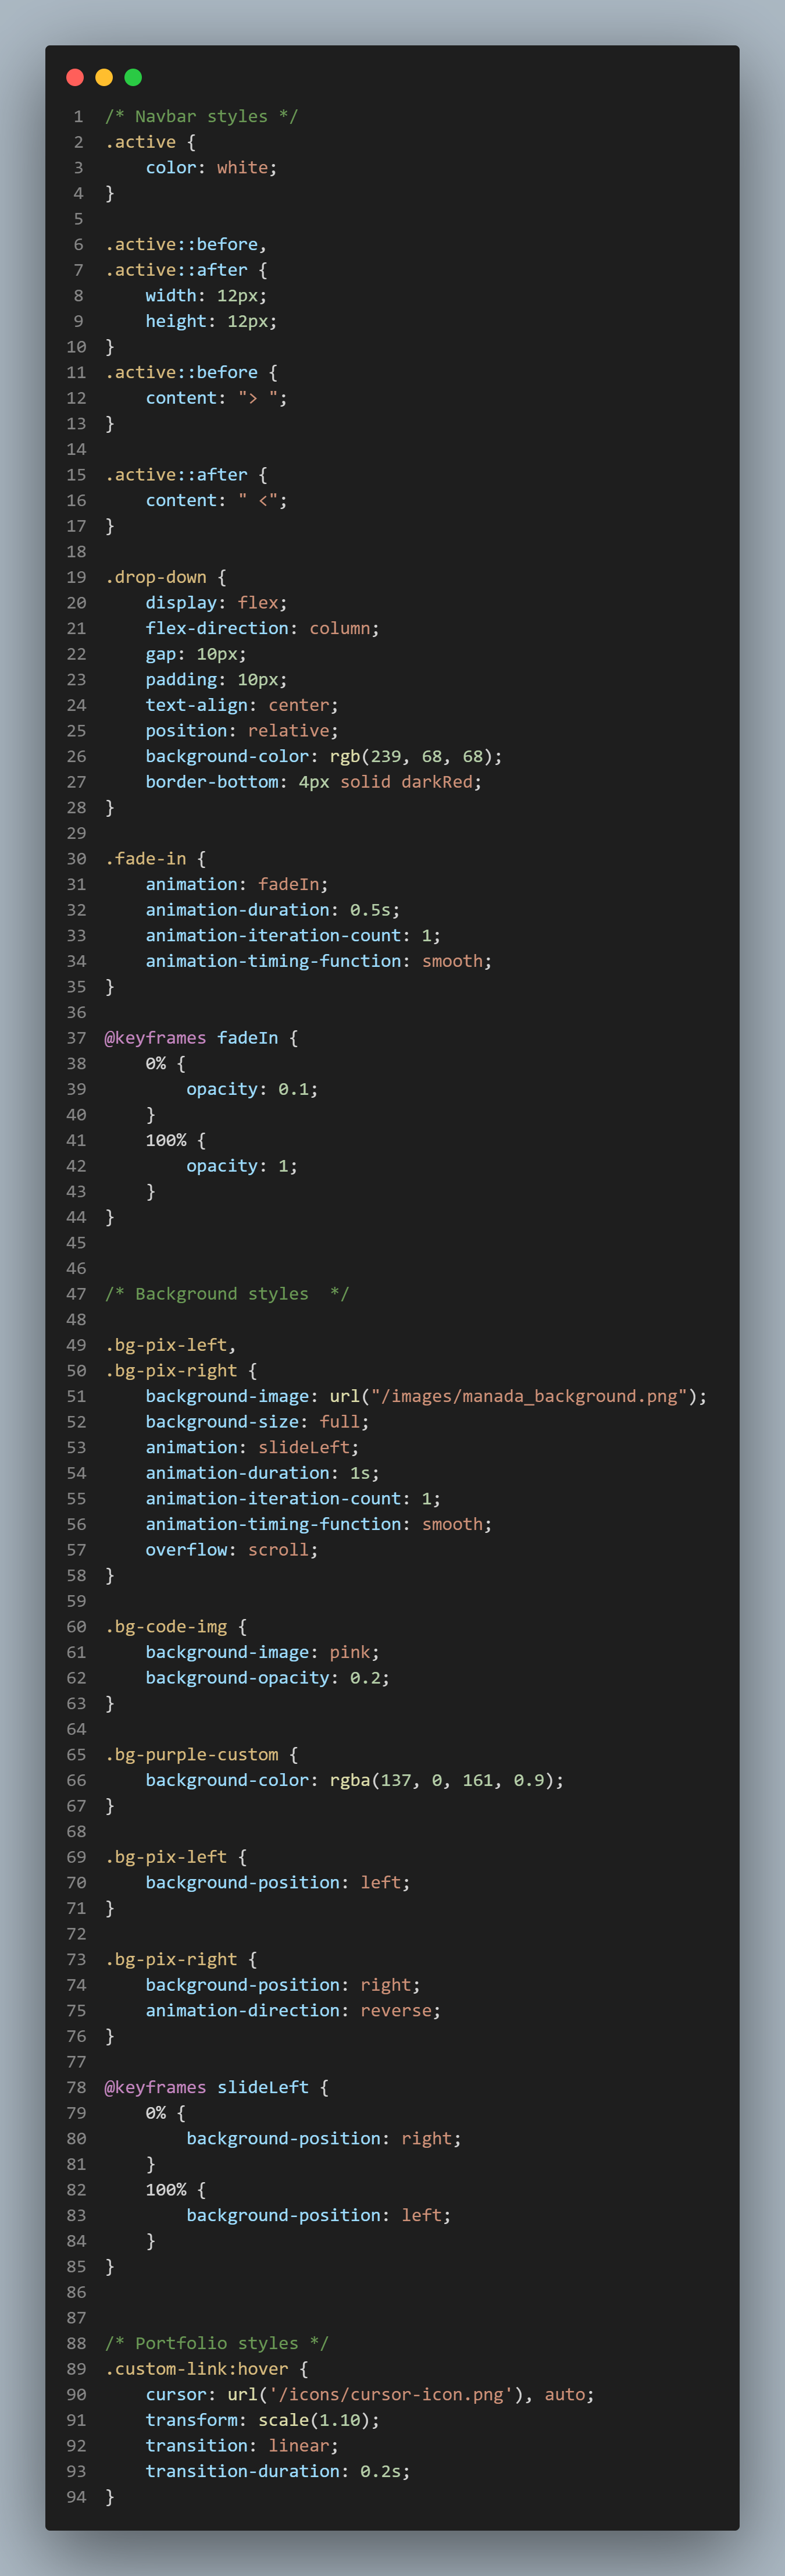 1 /* Navbar styles */
2 .active {
3     color: white;
4 }
5
6 .active::before,
7 .active::after {
8     width: 12px;
9     height: 12px;
10 }
11 .active::before {
12     content: "> ";
13 }
14
15 .active::after {
16     content: " <";
17 }
18
19 .drop-down {
20     display: flex;
21     flex-direction: column;
22     gap: 10px;
23     padding: 10px;
24     text-align: center;
25     position: relative;
26     background-color: rgb(239, 68, 68);
27     border-bottom: 4px solid darkRed;
28 }
29
30 .fade-in {
31     animation: fadeIn;
32     animation-duration: 0.5s;
33     animation-iteration-count: 1;
34     animation-timing-function: smooth;
35 }
36
37 @keyframes fadeIn {
38     0% {
39         opacity: 0.1;
40     }
41     100% {
42         opacity: 1;
43     }
44 }
45
46
47 /* Background styles  */
48
49 .bg-pix-left,
50 .bg-pix-right {
51     background-image: url("/images/manada_background.png");
52     background-size: full;
53     animation: slideLeft;
54     animation-duration: 1s;
55     animation-iteration-count: 1;
56     animation-timing-function: smooth;
57     overflow: scroll;
58 }
59
60 .bg-code-img {
61     background-image: pink;
62     background-opacity: 0.2;
63 }
64
65 .bg-purple-custom {
66     background-color: rgba(137, 0, 161, 0.9);
67 }
68
69 .bg-pix-left {
70     background-position: left;
71 }
72
73 .bg-pix-right {
74     background-position: right;
75     animation-direction: reverse;
76 }
77
78 @keyframes slideLeft {
79     0% {
80         background-position: right;
81     }
82     100% {
83         background-position: left;
84     }
85 }
86
87
88 /* Portfolio styles */
89 .custom-link:hover {
90     cursor: url('/icons/cursor-icon.png'), auto;
91     transform: scale(1.10);
92     transition: linear;
93     transition-duration: 0.2s;
94 }